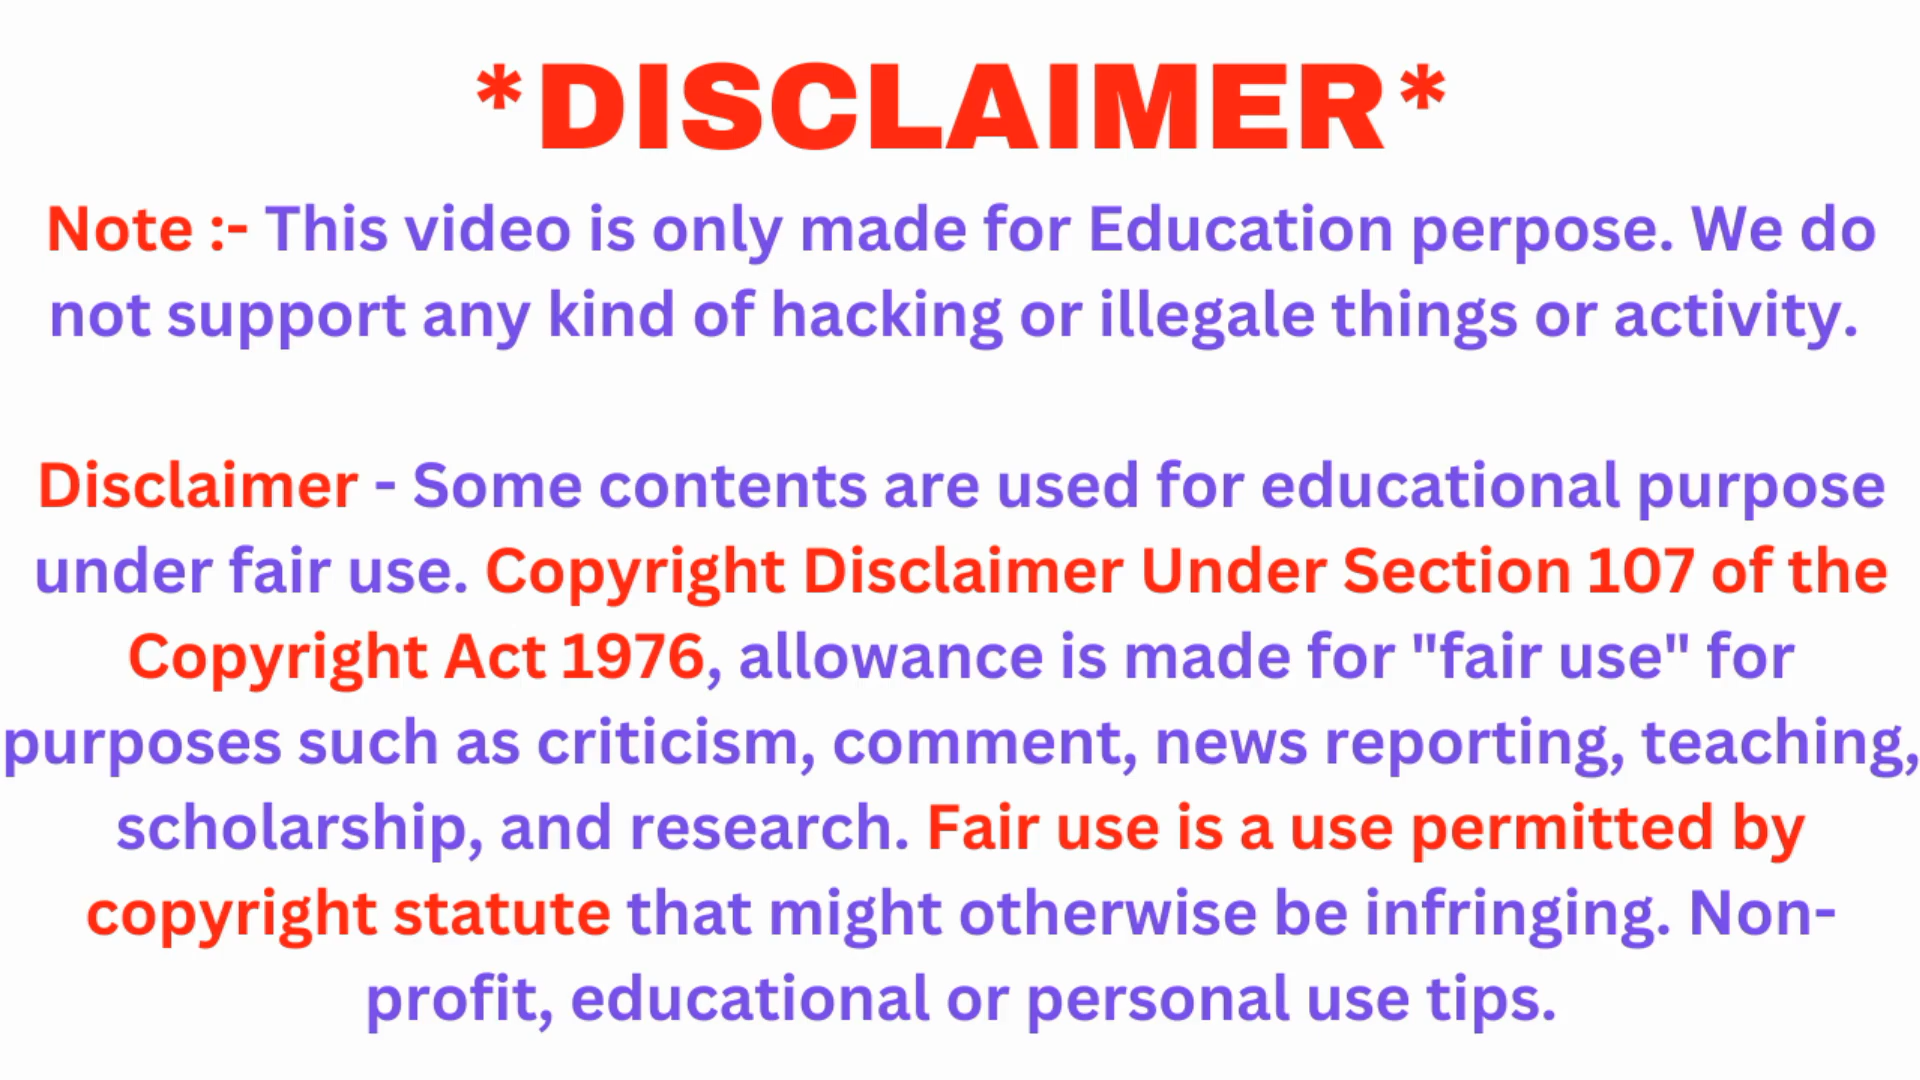 *DISCLAIMER*
Note :- This video is only made for Education perpose. We do
not support any kind of hacking or illegale things or activity.
Disclaimer - Some contents are used for educational purpose
under fair use. Copyright Disclaimer Under Section 107 of the
Copyright Act 1976, allowance is made for "fair use" for
purposes such as criticism, comment, news reporting, teaching,
scholarship, and research. Fair use is a use permitted by
copyright statute that might otherwise be infringing. Non-
profit, educational or personal use tips.